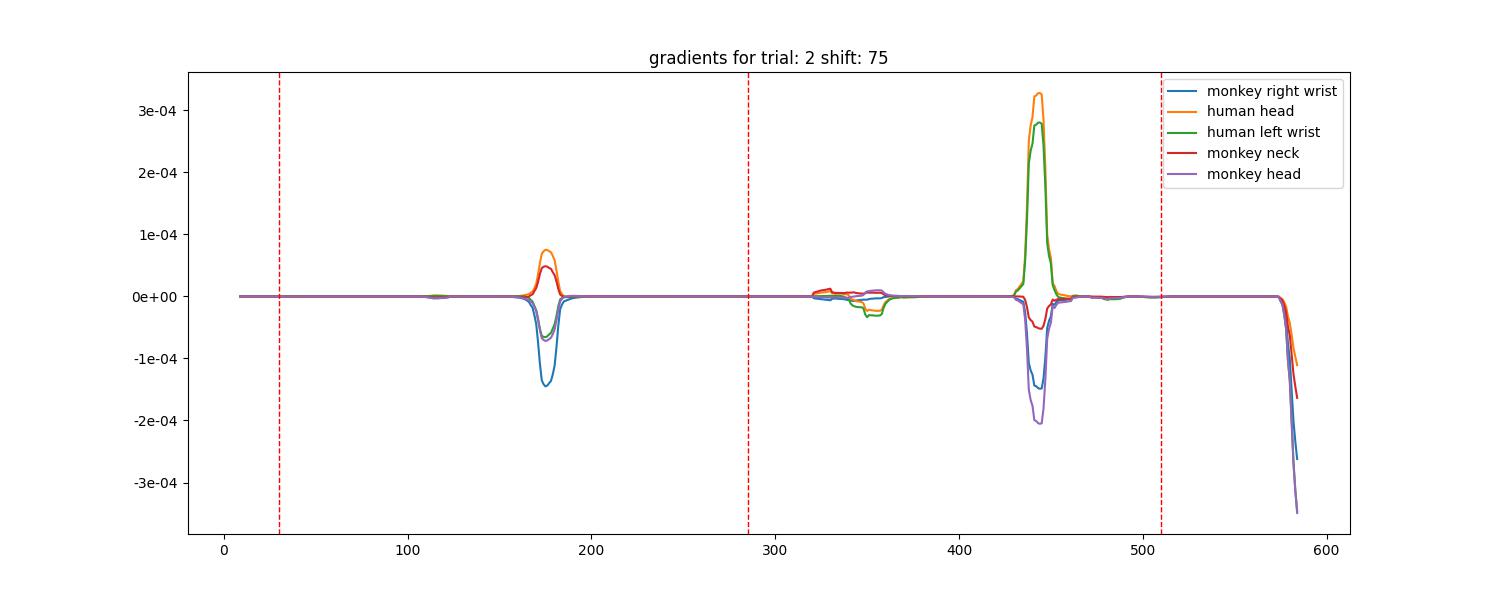 gradients for trial: 2 shift: 75
monkey right wrist
human head
human left wrist
monkey neck
monkey head
3e-04
2e-04
1e-04
0e+00
-1e-04
-2e-04
-3e-04
0 100 200 300 400 500 600